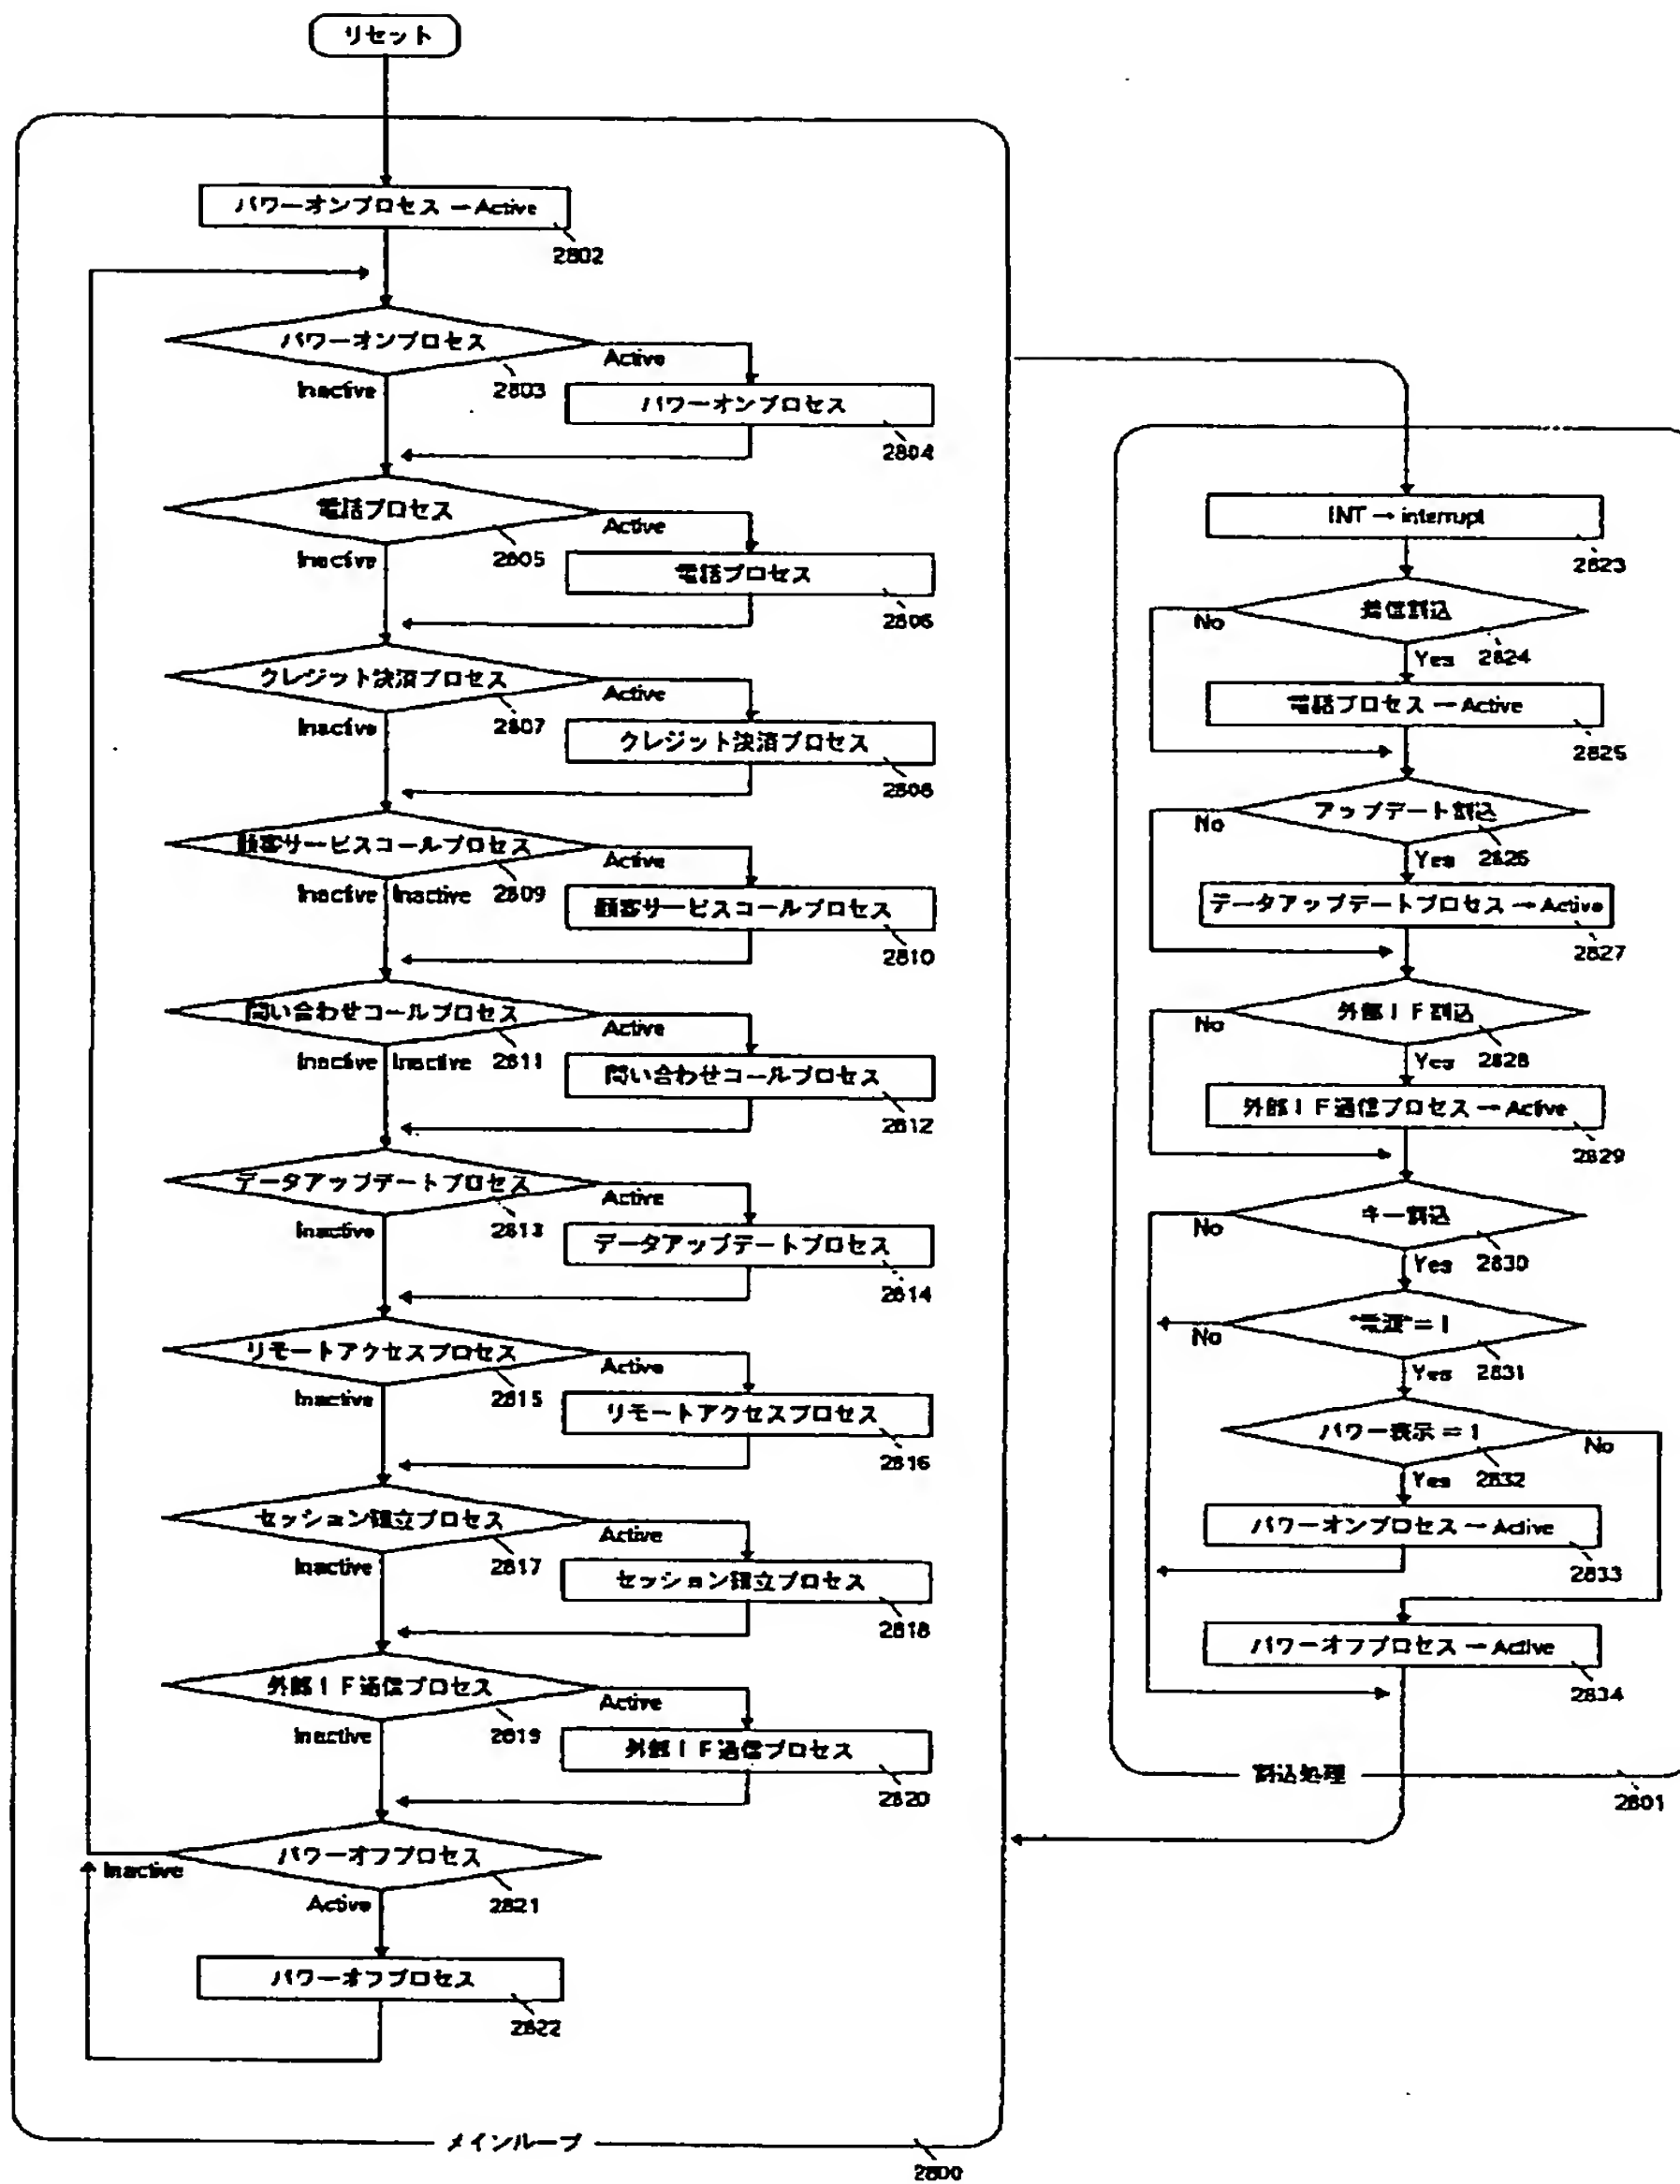 リセット
パワーオンプロセス → Active
2802
パワーオンプロセス
Active
Inactive
2803
パワーオンプロセス
2804
電話プロセス
Active
Inactive
2805
電話プロセス
2806
クレジット決済プロセス
Active
Inactive
2807
クレジット決済プロセス
2808
顧客サービスコールプロセス
Active
Inactive
Inactive
2809
顧客サービスコールプロセス
2810
問い合わせコールプロセス
Active
Inactive
Inactive
2811
問い合わせコールプロセス
2812
データアップデートプロセス
Active
Inactive
2813
データアップデートプロセス
2814
リモートアクセスプロセス
Active
Inactive
2815
リモートアクセスプロセス
2816
セッション確立プロセス
Active
Inactive
2817
セッション確立プロセス
2818
外部IF通信プロセス
Active
Inactive
2819
外部IF通信プロセス
2820
パワーオフプロセス
Inactive
Active
2821
パワーオフプロセス
2822
メインループ
2800
INT → interrupt
2823
着信割込
No
Yes
2824
電話プロセス → Active
2825
アップデート割込
No
Yes
2826
データアップデートプロセス → Active
2827
外部IF割込
No
Yes
2828
外部IF通信プロセス → Active
2829
キー割込
No
Yes
2830
"電源" = 1
No
Yes
2831
パワー表示 = 1
No
Yes
2832
パワーオンプロセス → Active
2833
パワーオフプロセス → Active
2834
割込処理
2801